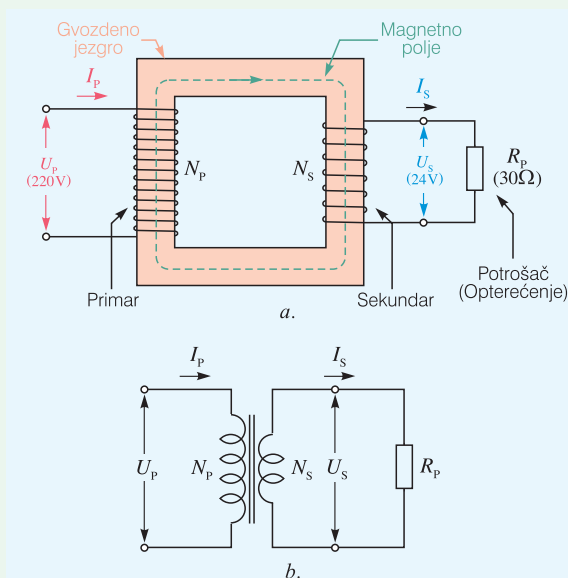 Gvozdeno
jezgro
Magnetno
polje
I_P
I_S
U_P
(220V)
N_P
N_S
U_S
(24V)
R_P
(30Ω)
Primar
Sekundar
Potrošač
(Opterećenje)
a.
I_P
I_S
U_P
N_P
N_S
U_S
R_P
b.